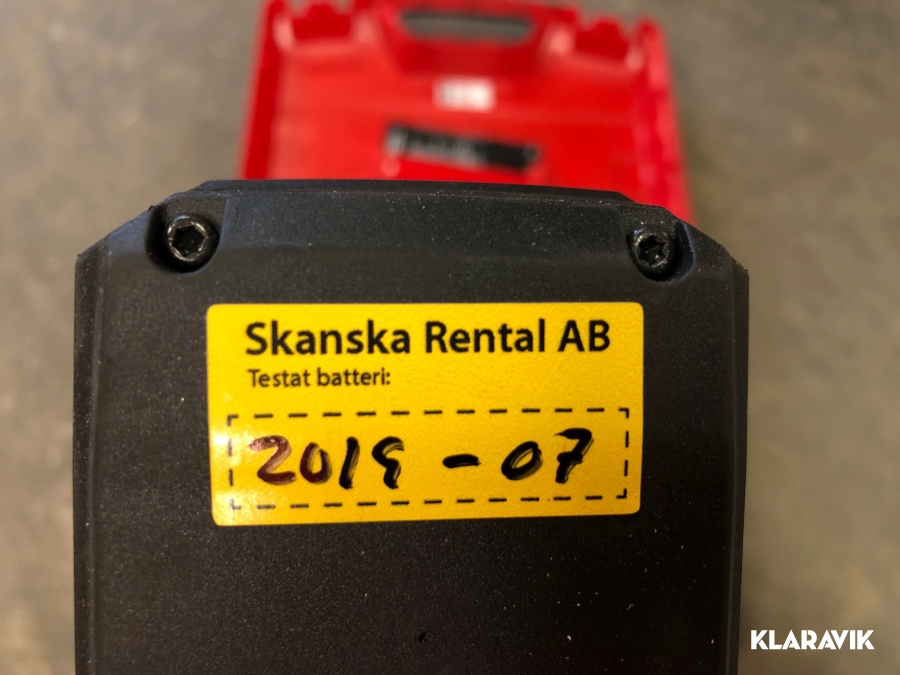 Skanska Rental AB
Testat batteri:
2019 - 07
KLARAVIK